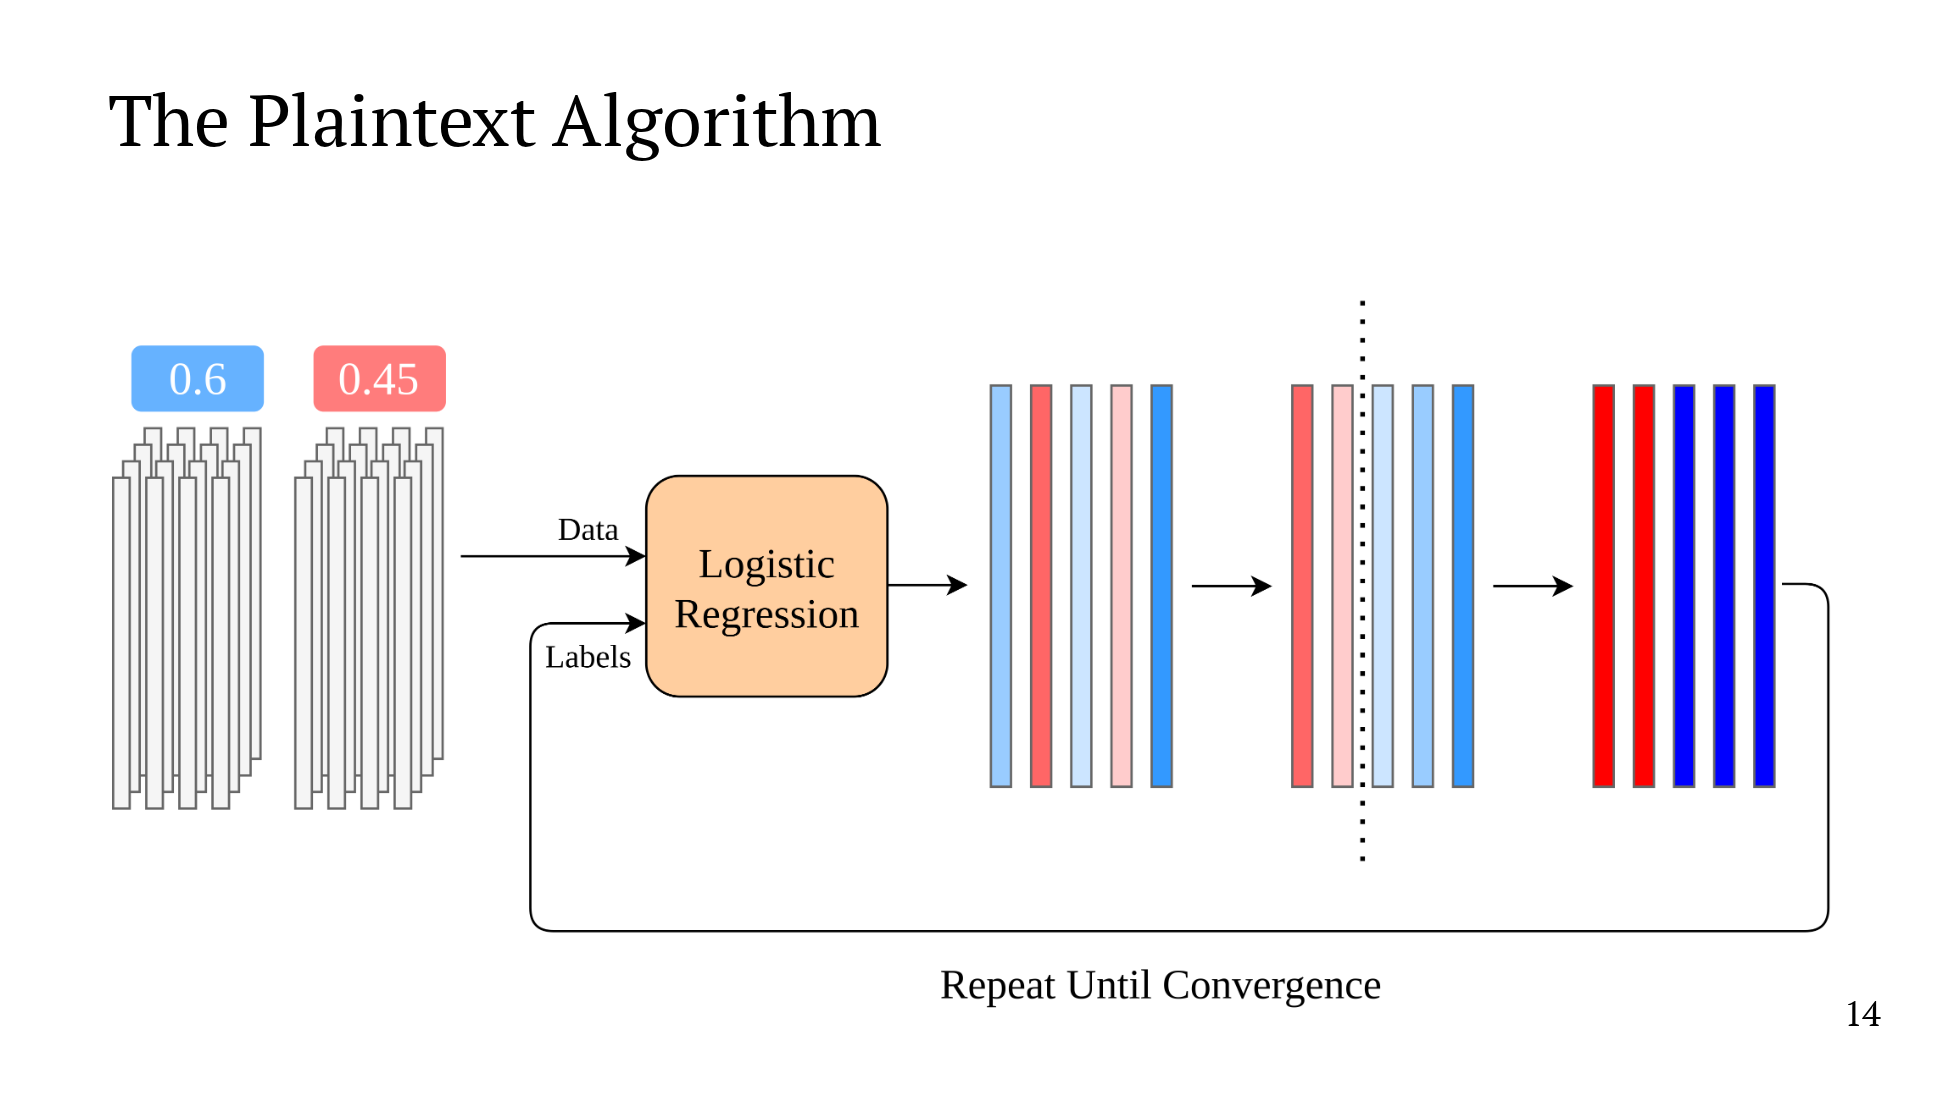 The Plaintext Algorithm
0.6
0.45
Data
Labels
Logistic
Regression
Repeat Until Convergence
14